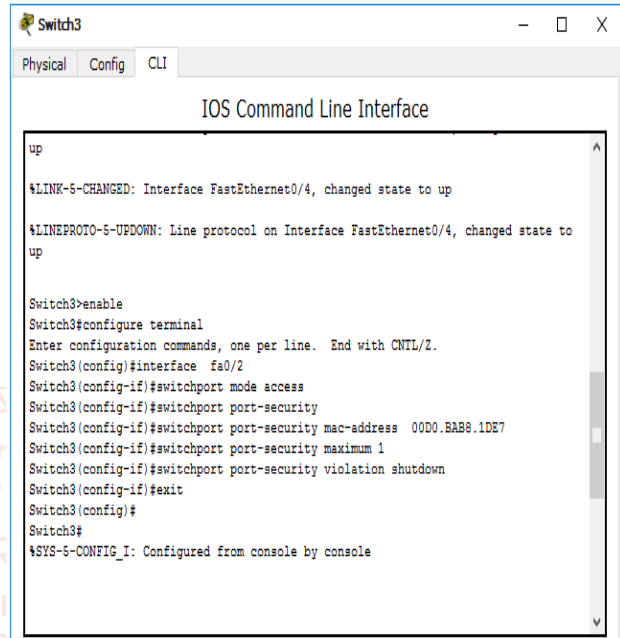 Switch3
Physical Config CLI
IOS Command Line Interface
up
%LINK-5-CHANGED: Interface FastEthernet0/4, changed state to up
%LINEPROTO-5-UPDOWN: Line protocol on Interface FastEthernet0/4, changed state to
up
Switch3>enable
Switch3#configure terminal
Enter configuration commands, one per line. End with CNTL/Z.
Switch3(config)#interface fa0/2
Switch3(config-if)#switchport mode access
Switch3(config-if)#switchport port-security
Switch3(config-if)#switchport port-security mac-address 00D0.BAB8.1DE7
Switch3(config-if)#switchport port-security maximum 1
Switch3(config-if)#switchport port-security violation shutdown
Switch3(config-if)#exit
Switch3(config)#
Switch3#
%SYS-5-CONFIG_I: Configured from console by console